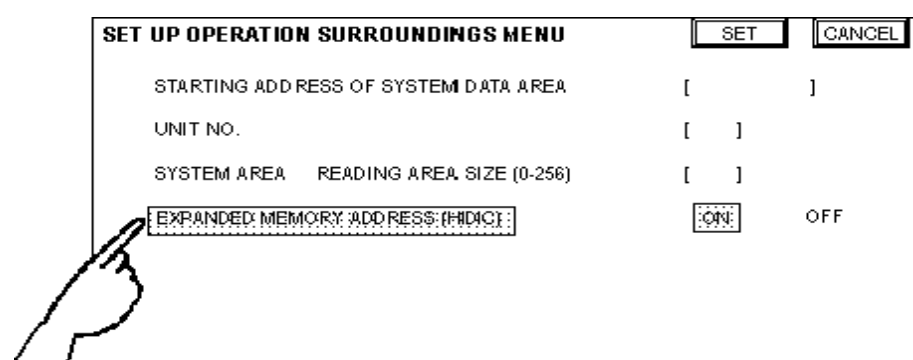 SET UP OPERATION SURROUNDINGS MENU SET CANCEL
STARTING ADDRESS OF SYSTEM DATA AREA [ ]
UNIT NO. [ ]
SYSTEM AREA READING AREA SIZE (0-256) [ ]
EXPANDED MEMORY ADDRESS (HIDIC) ON OFF